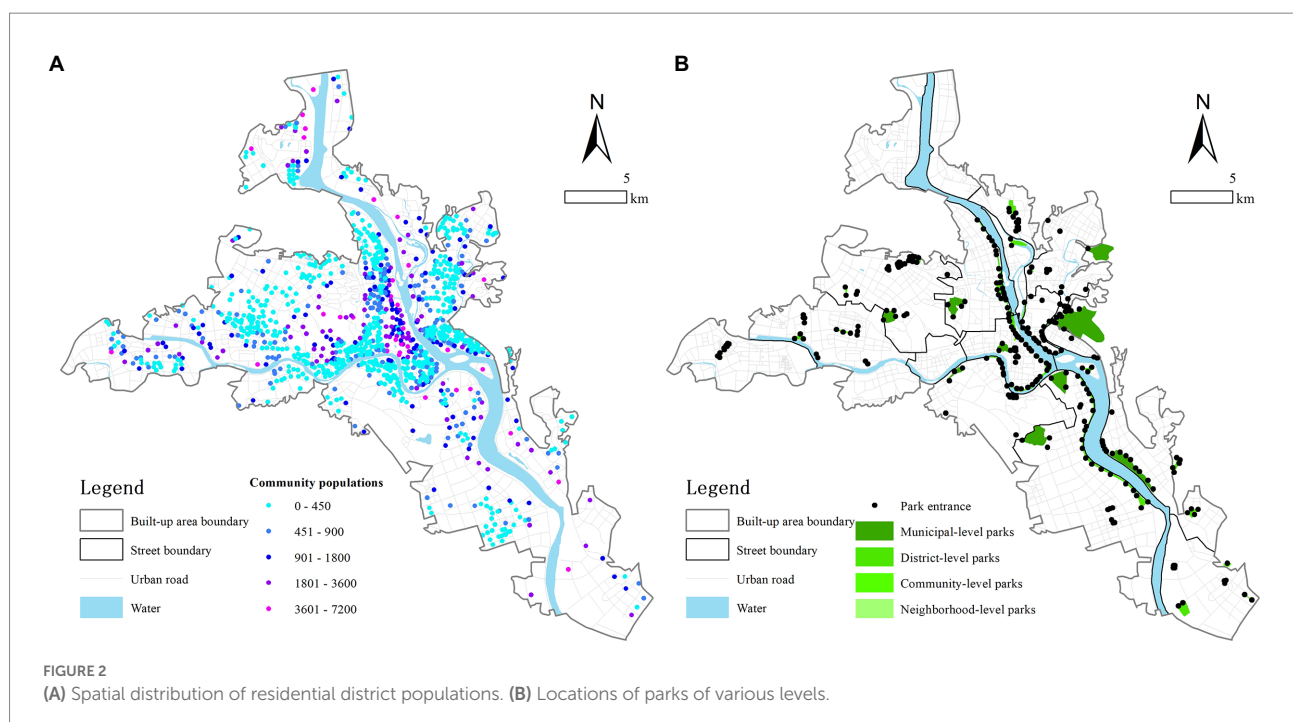 A
N
5
km
Legend
Built-up area boundary
Street boundary
Urban road
Water
Community populations
0 - 450
451 - 900
901 - 1800
1801 - 3600
3601 - 7200
B
N
5
km
Legend
Built-up area boundary
Street boundary
Urban road
Water
Park entrance
Municipal-level parks
District-level parks
Community-level parks
Neighborhood-level parks
FIGURE 2
(A) Spatial distribution of residential district populations. (B) Locations of parks of various levels.